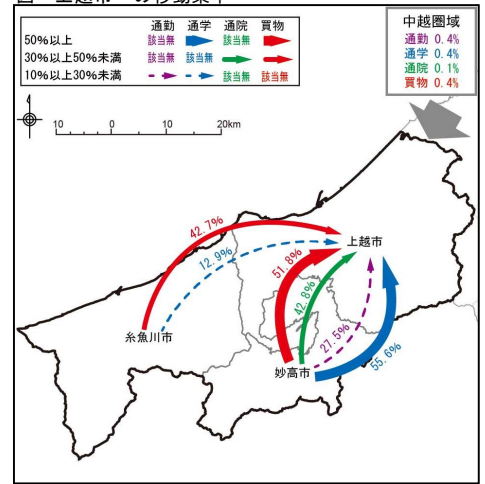 通勤 通学 通院 買物
50%以上 該当無
30%以上50%未満 該当無 該当無
10%以上30%未満 該当無 該当無
中越圏域
通勤 0.4%
通学 0.4%
通院 0.1%
買物 0.4%
10 0 10 20km
42.7%
12.9%
上越市
51.8%
42.8%
糸魚川市
27.5%
妙高市
55.6%